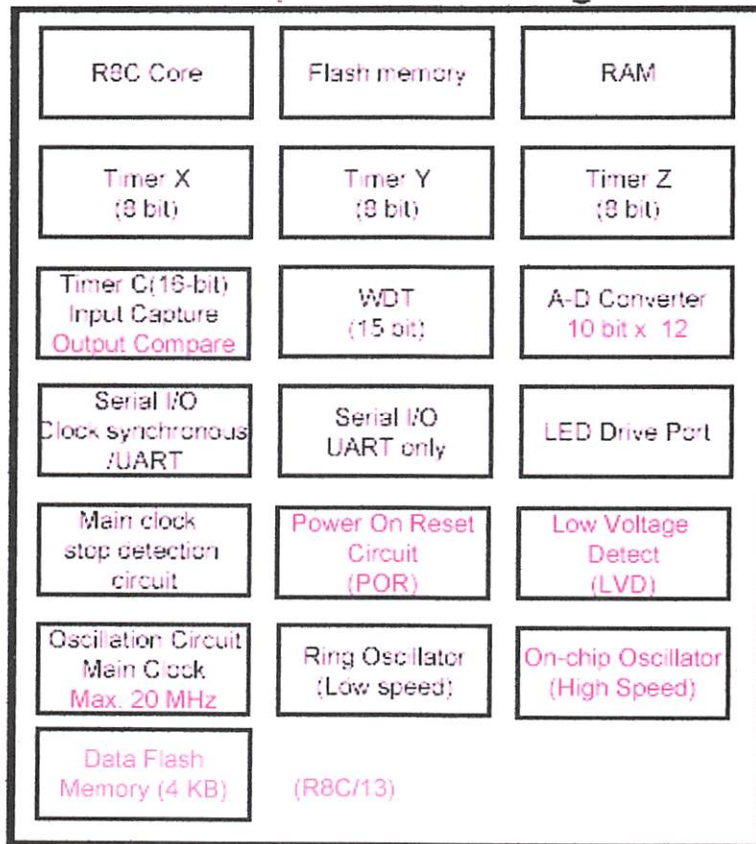 R8C Core
Flash memory
RAM
Timer X
(8 bit)
Timer Y
(8 bit)
Timer Z
(8 bit)
Timer C(16-bit)
Input Capture
Output Compare
WDT
(15 bit)
A-D Converter
10 bit x 12
Serial I/O
Clock synchronous
/UART
Serial I/O
UART only
LED Drive Port
Main clock
stop detection
circuit
Power On Reset
Circuit
(POR)
Low Voltage
Detect
(LVD)
Oscillation Circuit
Main Clock
Max. 20 MHz
Ring Oscillator
(Low speed)
On-chip Oscillator
(High Speed)
Data Flash
Memory (4 KB)
(R8C/13)